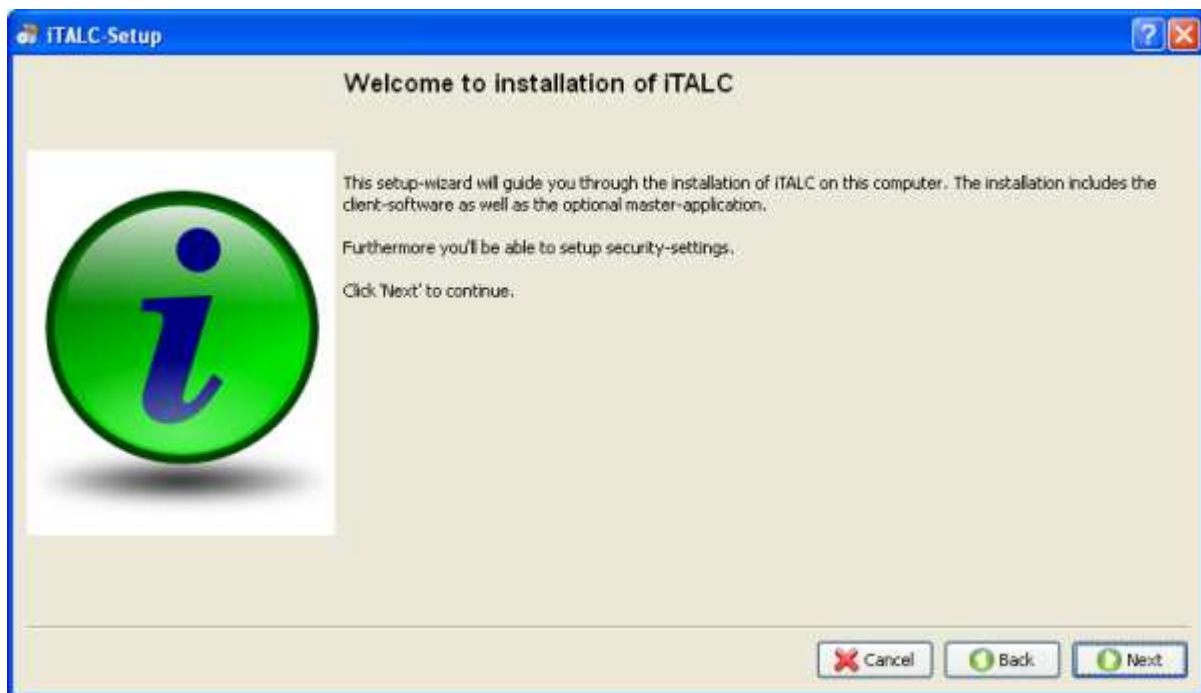 iTALC-Setup
Welcome to installation of iTALC
This setup-wizard will guide you through the installation of iTALC on this computer. The installation includes the
client-software as well as the optional master-application.
Furthermore you'll be able to setup security-settings.
Click 'Next' to continue.
Cancel Back Next